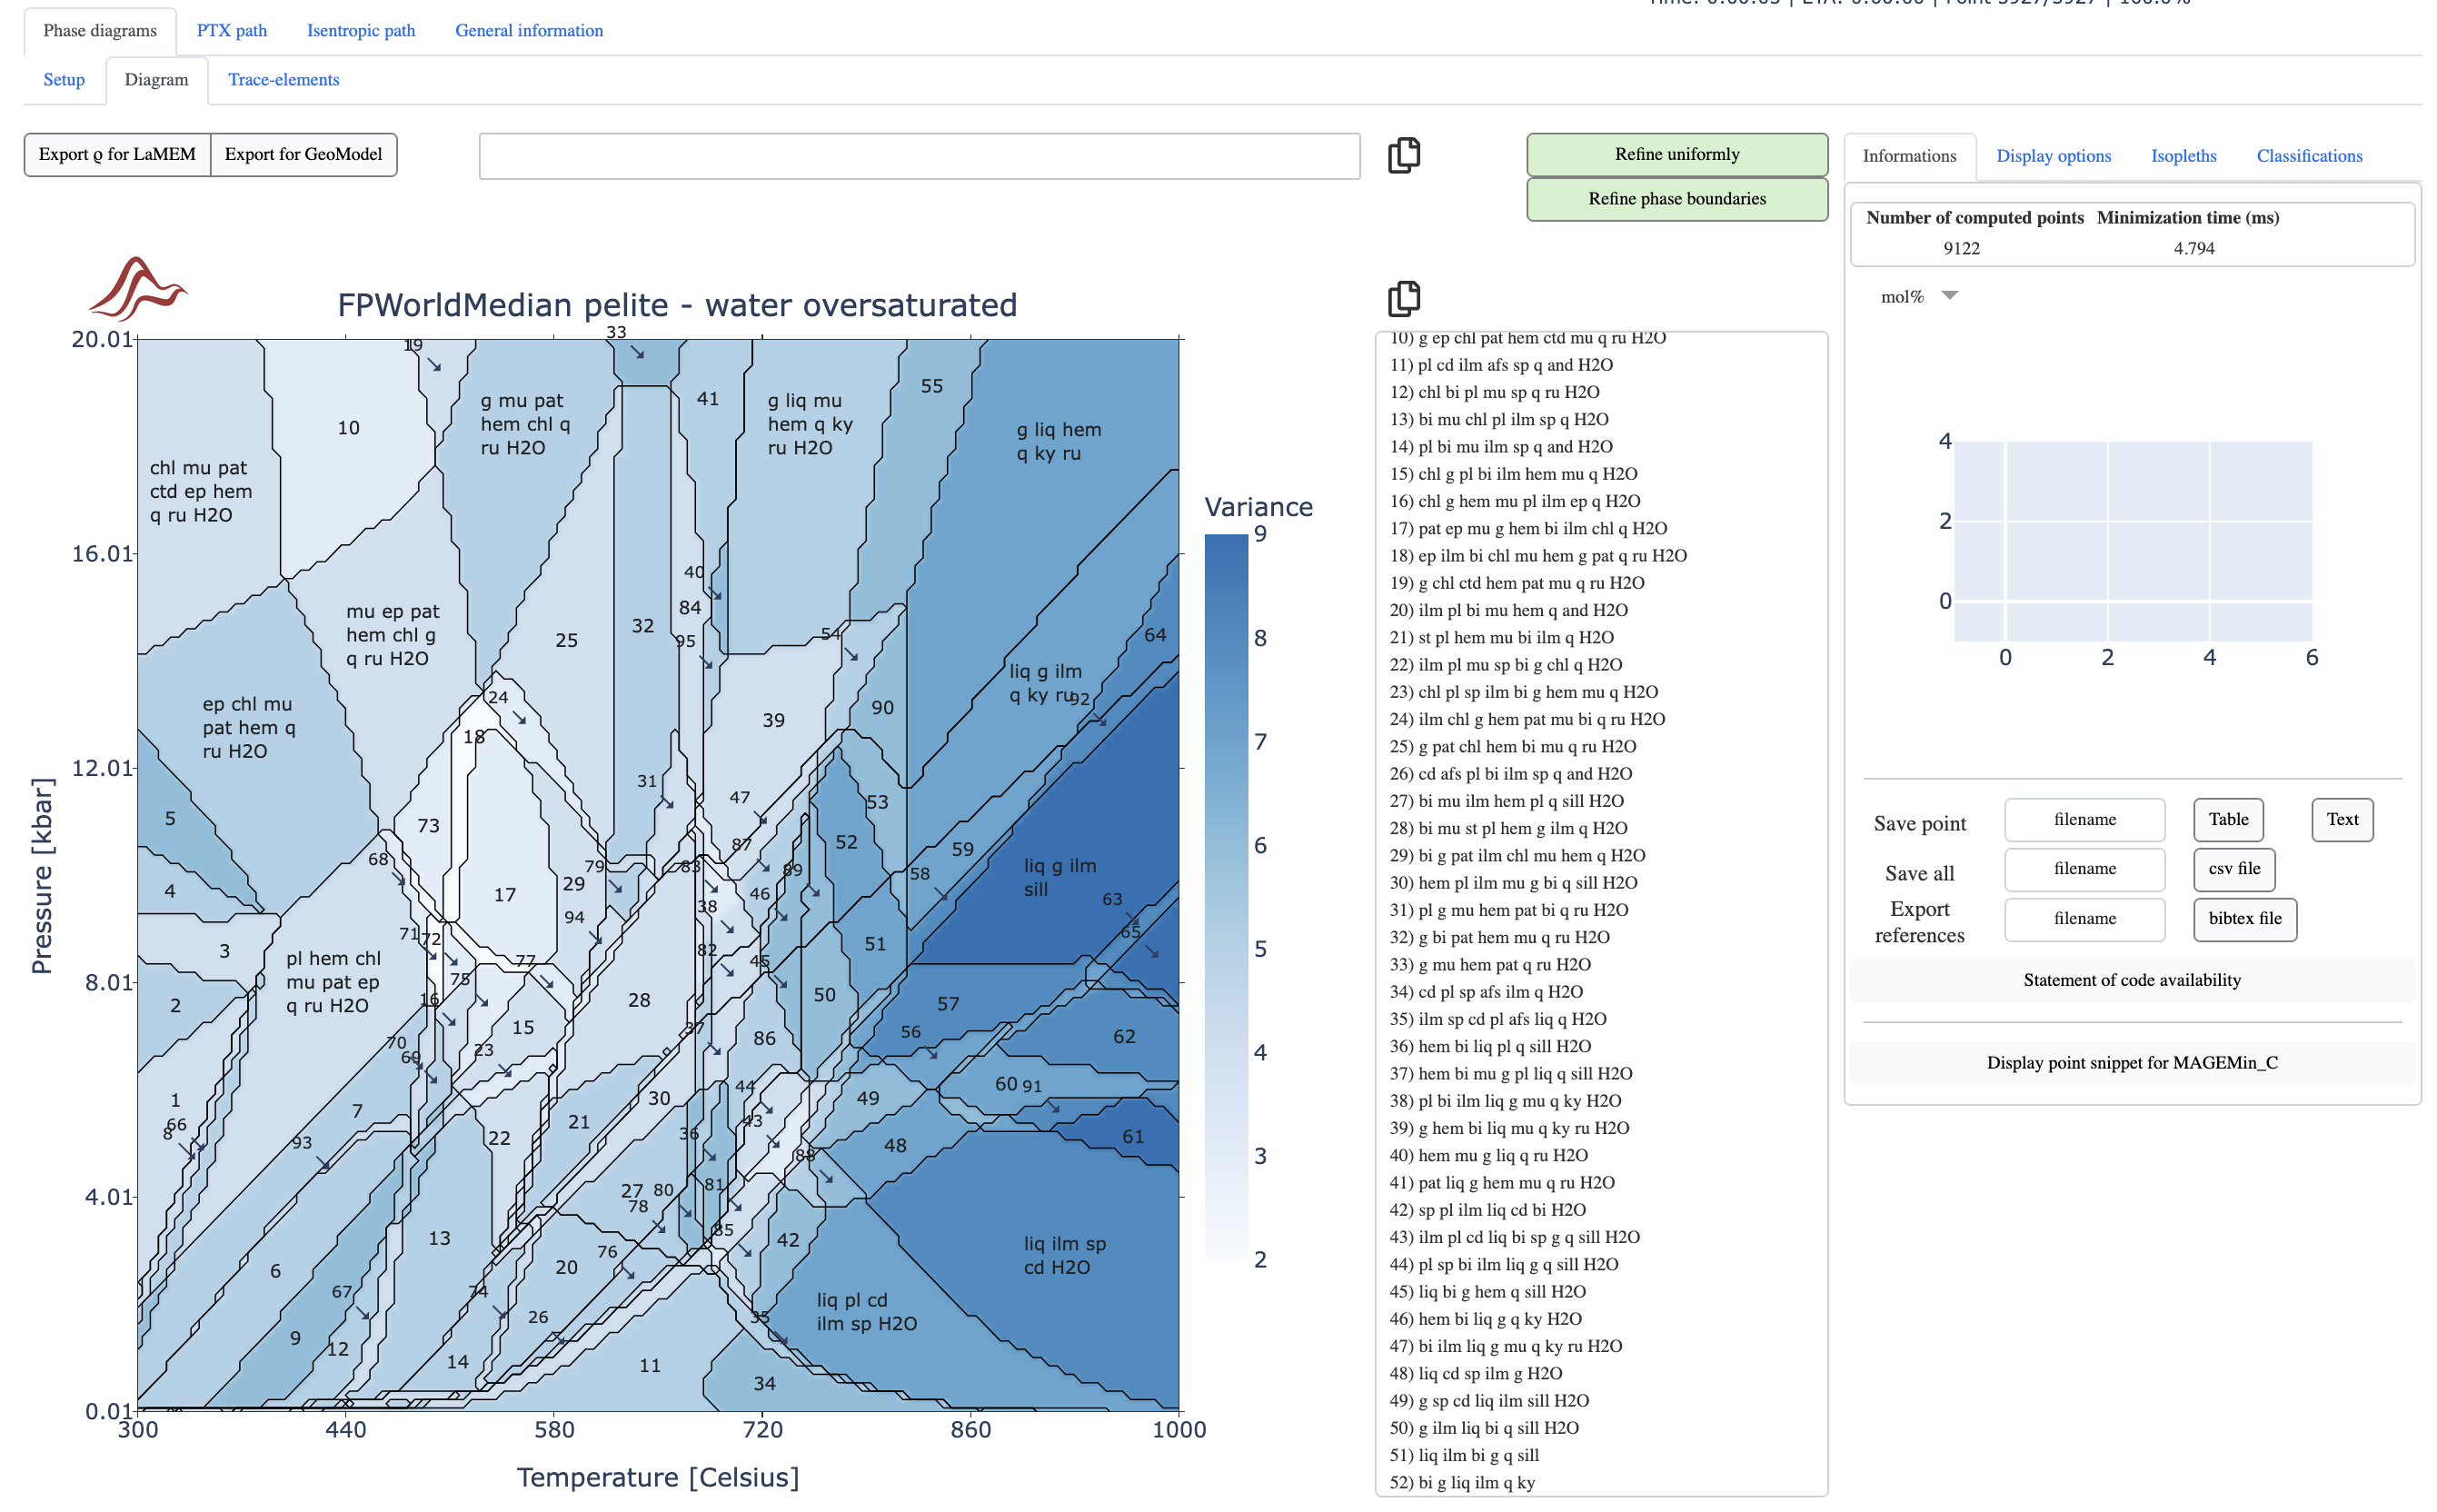 Phase diagrams
PTX path
Isentropic path
General information
Setup
Diagram
Trace-elements
Export ϱ for LaMEM
Export for GeoModel
Refine uniformly
Refine phase boundaries
Informations
Display options
Isopleths
Classifications
Number of computed points
Minimization time (ms)
9122
4.794
mol%
FPWorldMedian pelite - water oversaturated
Pressure [kbar]
20.01
16.01
12.01
8.01
4.01
0.01
300
440
580
720
860
1000
Temperature [Celsius]
Variance
9
8
7
6
5
4
3
2
33
19
10
g mu pat
hem chl q
ru H2O
41
g liq mu
hem q ky
ru H2O
55
g liq hem
q ky ru
chl mu pat
ctd ep hem
q ru H2O
mu ep pat
hem chl g
q ru H2O
25
32
40
84
95
54
64
liq g ilm
q ky ru
92
ep chl mu
pat hem q
ru H2O
24
18
39
90
5
73
31
47
53
52
59
68
87
4
17
29
79
83
89
58
liq g ilm
sill
46
63
94
38
65
71
72
3
pl hem chl
mu pat ep
q ru H2O
82
45
51
77
75
2
16
28
50
57
15
37
86
56
62
70
69
23
1
66
8
7
93
22
21
30
44
43
36
49
60
91
48
61
88
27
80
78
81
85
13
42
liq ilm sp
cd H2O
6
20
76
67
74
26
35
liq pl cd
ilm sp H2O
9
12
14
11
34
10) g ep chl pat hem ctd mu q ru H2O
11) pl cd ilm afs sp q and H2O
12) chl bi pl mu sp q ru H2O
13) bi mu chl pl ilm sp q H2O
14) pl bi mu ilm sp q and H2O
15) chl g pl bi ilm hem mu q H2O
16) chl g hem mu pl ilm ep q H2O
17) pat ep mu g hem bi ilm chl q H2O
18) ep ilm bi chl mu hem g pat q ru H2O
19) g chl ctd hem pat mu q ru H2O
20) ilm pl bi mu hem q and H2O
21) st pl hem mu bi ilm q H2O
22) ilm pl mu sp bi g chl q H2O
23) chl pl sp ilm bi g hem mu q H2O
24) ilm chl g hem pat mu bi q ru H2O
25) g pat chl hem bi mu q ru H2O
26) cd afs pl bi ilm sp q and H2O
27) bi mu ilm hem pl q sill H2O
28) bi mu st pl hem g ilm q H2O
29) bi g pat ilm chl mu hem q H2O
30) hem pl ilm mu g bi q sill H2O
31) pl g mu hem pat bi q ru H2O
32) g bi pat hem mu q ru H2O
33) g mu hem pat q ru H2O
34) cd pl sp afs ilm q H2O
35) ilm sp cd pl afs liq q H2O
36) hem bi liq pl q sill H2O
37) hem bi mu g pl liq q sill H2O
38) pl bi ilm liq g mu q ky H2O
39) g hem bi liq mu q ky ru H2O
40) hem mu g liq q ru H2O
41) pat liq g hem mu q ru H2O
42) sp pl ilm liq cd bi H2O
43) ilm pl cd liq bi sp g q sill H2O
44) pl sp bi ilm liq g q sill H2O
45) liq bi g hem q sill H2O
46) hem bi liq g q ky H2O
47) bi ilm liq g mu q ky ru H2O
48) liq cd sp ilm g H2O
49) g sp cd liq ilm sill H2O
50) g ilm liq bi q sill H2O
51) liq ilm bi g q sill
52) bi g liq ilm q ky
4
2
0
0
2
4
6
Save point
filename
Table
Text
Save all
filename
csv file
Export
references
filename
bibtex file
Statement of code availability
Display point snippet for MAGEMin_C